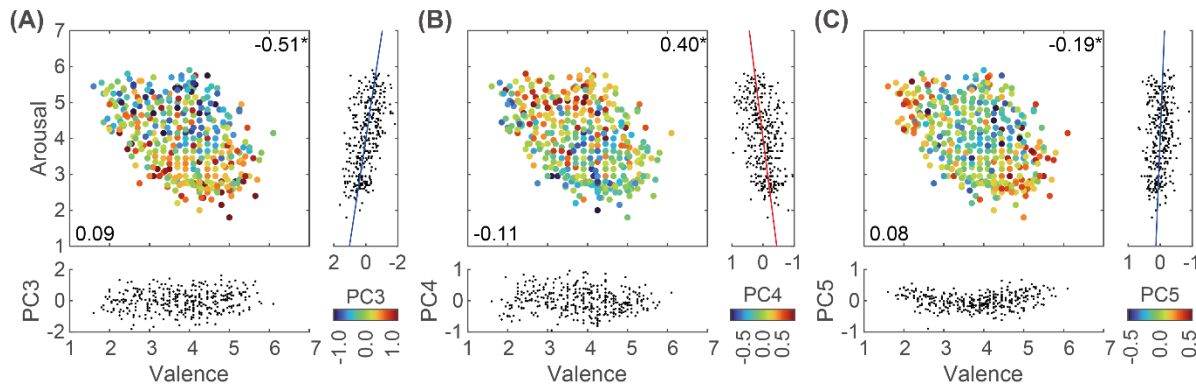 (A)
7
6
5
4
3
2
1
Arousal
-0.51*
0.09
2 0 -2
PC3
2
0
-2
1 2 3 4 5 6 7
Valence
PC3
-1.0 0.0 1.0
(B)
0.40*
-0.11
1 0 -1
PC4
1
0
-1
1 2 3 4 5 6 7
Valence
PC4
-0.5 0.0 0.5
(C)
-0.19*
0.08
1 0 -1
PC5
1
0
-1
1 2 3 4 5 6 7
Valence
PC5
-0.5 0.0 0.5